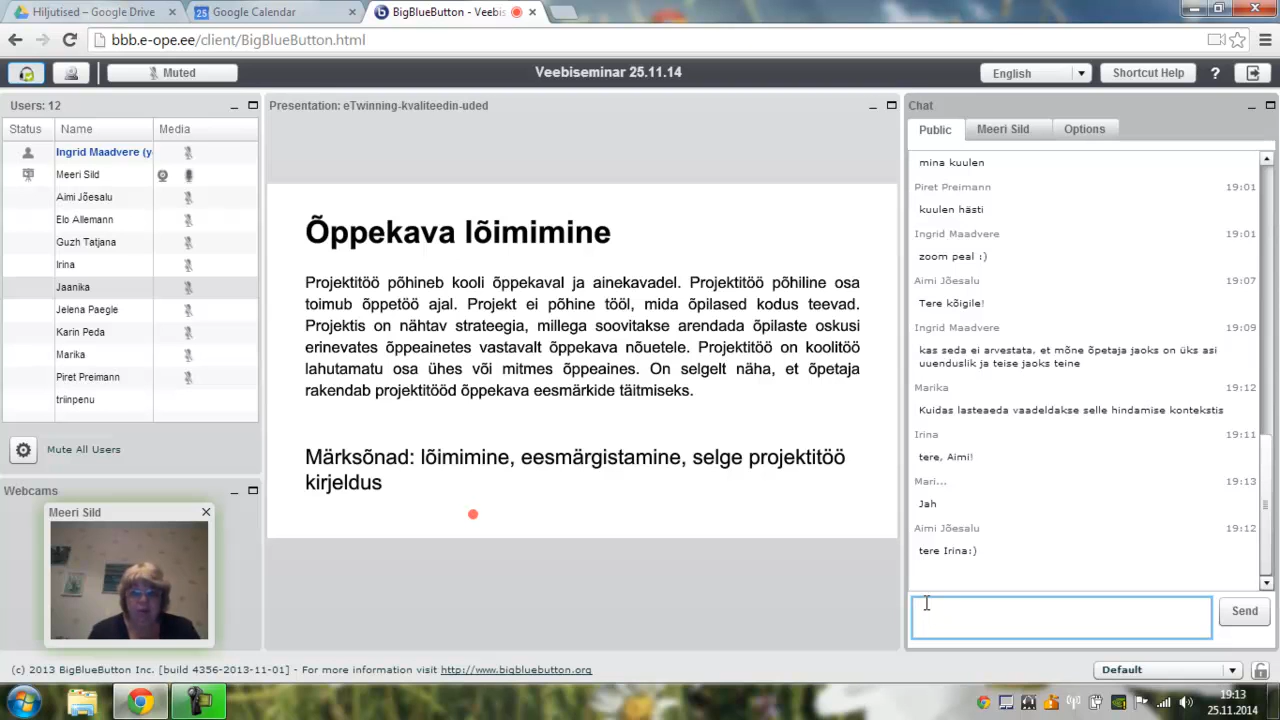 Hiljutised – Google Drive
Google Calendar
BigBlueButton - Veebis
bbb.e-ope.ee/client/BigBlueButton.html
Muted
Veebiseminar 25.11.14
English
Shortcut Help
?
Users: 12
Status Name Media
Ingrid Maadvere (y
Meeri Sild
Aimi Jõesalu
Elo Allemann
Guzh Tatjana
Irina
Jaanika
Jelena Paegle
Karin Peda
Marika
Piret Preimann
triinpenu
Mute All Users
Webcams
Meeri Sild
Presentation: eTwinning-kvaliteedin-uded
Õppekava lõimimine
Projektitöö põhineb kooli õppekaval ja ainekavadel. Projektitöö põhiline osa
toimub õppetöö ajal. Projekt ei põhine tööl, mida õpilased kodus teevad.
Projektis on nähtav strateegia, millega soovitakse arendada õpilaste oskusi
erinevates õppeainetes vastavalt õppekava nõuetele. Projektitöö on koolitöö
lahutamatu osa ühes või mitmes õppeaines. On selgelt näha, et õpetaja
rakendab projektitööd õppekava eesmärkide täitmiseks.
Märksõnad: lõimimine, eesmärgistamine, selge projektitöö
kirjeldus
Chat
Public Meeri Sild Options
mina kuulen
Piret Preimann 19:01
kuulen hästi
Ingrid Maadvere 19:01
zoom peal :)
Aimi Jõesalu 19:07
Tere kõigile!
Ingrid Maadvere 19:09
kas seda ei arvestata, et mõne õpetaja jaoks on üks asi
uuenduslik ja teise jaoks teine
Marika 19:12
Kuidas lasteaeda vaadeldakse selle hindamise kontekstis
Irina 19:11
tere, Aimi!
Mari... 19:13
Jah
Aimi Jõesalu 19:12
tere Irina:)
Send
(c) 2013 BigBlueButton Inc. [build 4356-2013-11-01] - For more information visit http://www.bigbluebutton.org
Default
19:13
25.11.2014